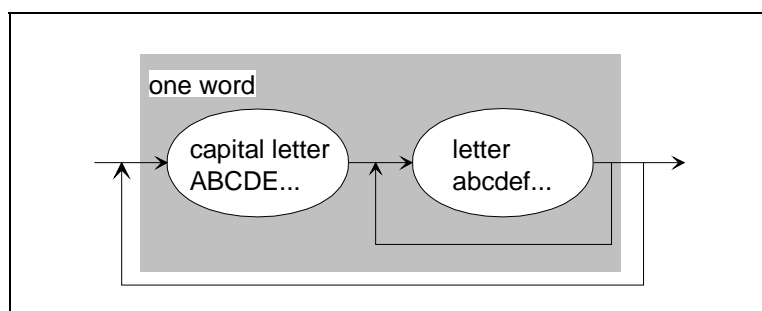 one word
capital letter
ABCDE...
letter
abcdef...